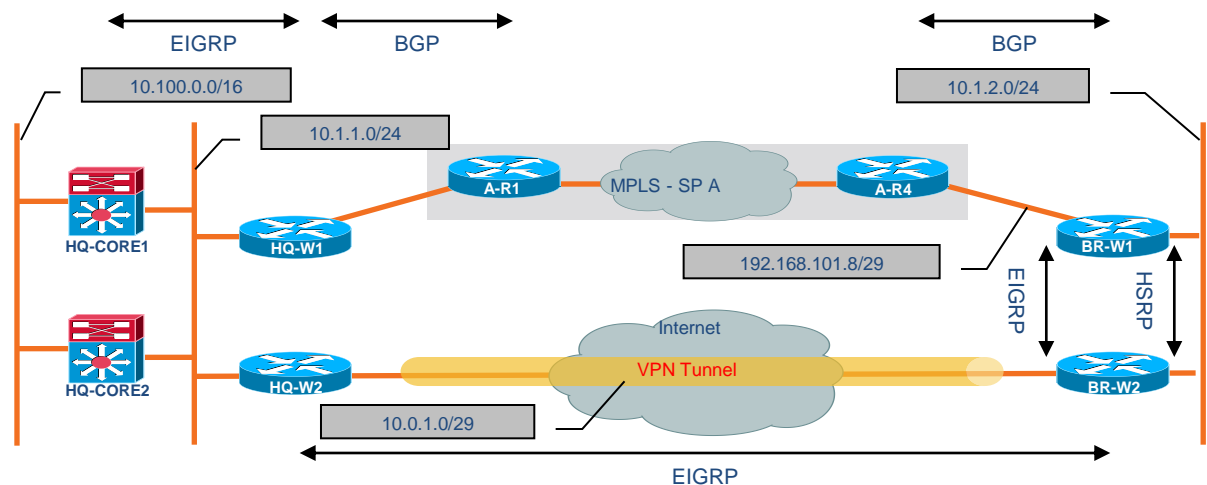 EIGRP
BGP
BGP
10.100.0.0/16
10.1.2.0/24
10.1.1.0/24
A-R1
MPLS - SP A
A-R4
HQ-CORE1
HQ-W1
BR-W1
192.168.101.8/29
EIGRP
HSRP
Internet
HQ-CORE2
HQ-W2
VPN Tunnel
BR-W2
10.0.1.0/29
EIGRP